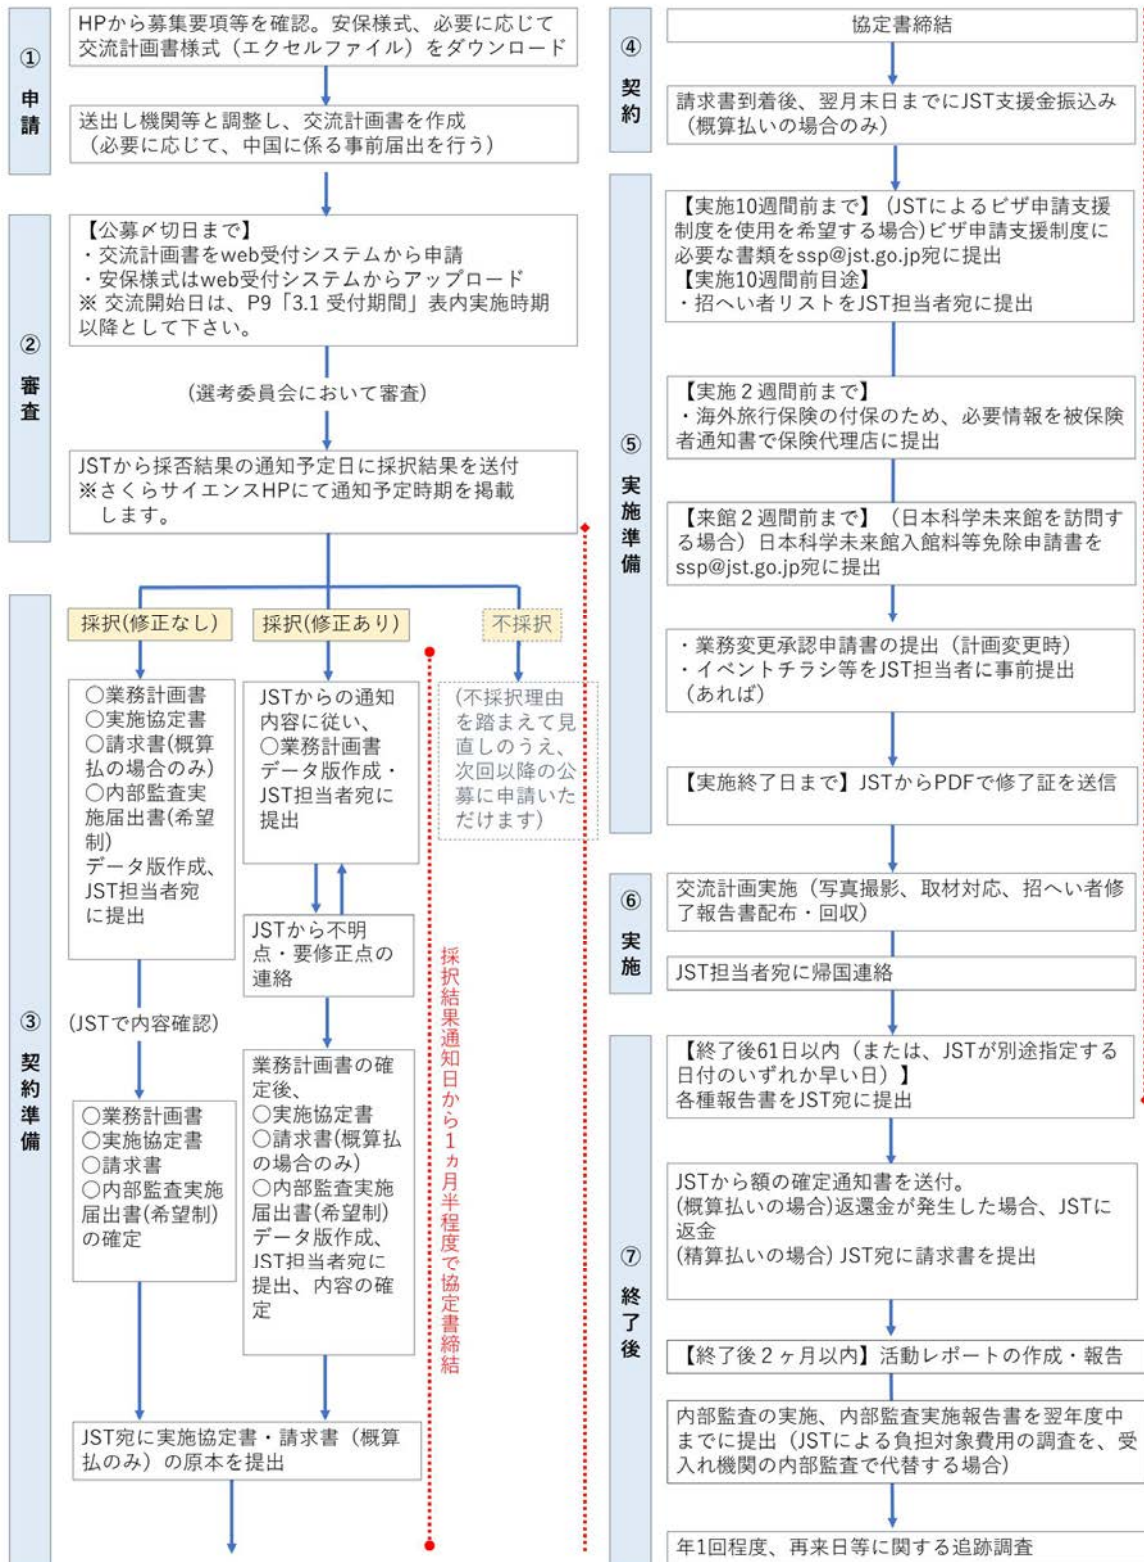 ①
申
請
HPから募集要項等を確認。安保様式、必要に応じて
交流計画書様式（エクセルファイル）をダウンロード
送出し機関等と調整し、交流計画書を作成
（必要に応じて、中国に係る事前届出を行う）
②
審
査
【公募〆切日まで】
・交流計画書をweb受付システムから申請
・安保様式はweb受付システムからアップロード
※ 交流開始日は、P9「3.1 受付期間」表内実施時期
以降として下さい。
(選考委員会において審査)
JSTから採否結果の通知予定日に採択結果を送付
※さくらサイエンスHPにて通知予定時期を掲載
します。
③
契
約
準
備
採択(修正なし)
採択(修正あり)
不採択
○業務計画書
○実施協定書
○請求書(概算
払の場合のみ)
○内部監査実
施届出書(希望
制)
データ版作成、
JST担当者宛
に提出
(JSTで内容確認)
○業務計画書
○実施協定書
○請求書
○内部監査実施
届出書(希望制)
の確定
JSTからの通知
内容に従い、
○業務計画書
データ版作成・
JST担当者宛に
提出
JSTから不明
点・要修正点の
連絡
業務計画書の確
定後、
○実施協定書
○請求書(概算払
の場合のみ)
○内部監査実施
届出書(希望制)
データ版作成、
JST担当者宛に
提出、内容の確
定
(不採択理由
を踏まえて見
直しのうえ、
次回以降の公
募に申請いた
だけます)
採択結果通知日から１ヵ月半程度で協定書締結
JST宛に実施協定書・請求書（概算
払のみ）の原本を提出
④
契
約
協定書締結
請求書到着後、翌月末日までにJST支援金振込み
（概算払いの場合のみ）
⑤
実
施
準
備
【実施10週間前まで】(JSTによるビザ申請支援
制度を使用を希望する場合)ビザ申請支援制度に
必要な書類をssp@jst.go.jp宛に提出
【実施10週間前目途】
・招へい者リストをJST担当者宛に提出
【実施２週間前まで】
・海外旅行保険の付保のため、必要情報を被保険
者通知書で保険代理店に提出
【来館２週間前まで】（日本科学未来館を訪問す
る場合）日本科学未来館入館料等免除申請書を
ssp@jst.go.jp宛に提出
・業務変更承認申請書の提出（計画変更時）
・イベントチラシ等をJST担当者に事前提出
（あれば）
【実施終了日まで】JSTからPDFで修了証を送信
⑥
実
施
交流計画実施（写真撮影、取材対応、招へい者修
了報告書配布・回収）
JST担当者宛に帰国連絡
⑦
終
了
後
【終了後61日以内（または、JSTが別途指定する
日付のいずれか早い日）】
各種報告書をJST宛に提出
JSTから額の確定通知書を送付。
(概算払いの場合)返還金が発生した場合、JSTに
返金
(精算払いの場合) JST宛に請求書を提出
【終了後２ヶ月以内】活動レポートの作成・報告
内部監査の実施、内部監査実施報告書を翌年度中
までに提出（JSTによる負担対象費用の調査を、受
入れ機関の内部監査で代替する場合）
年1回程度、再来日等に関する追跡調査